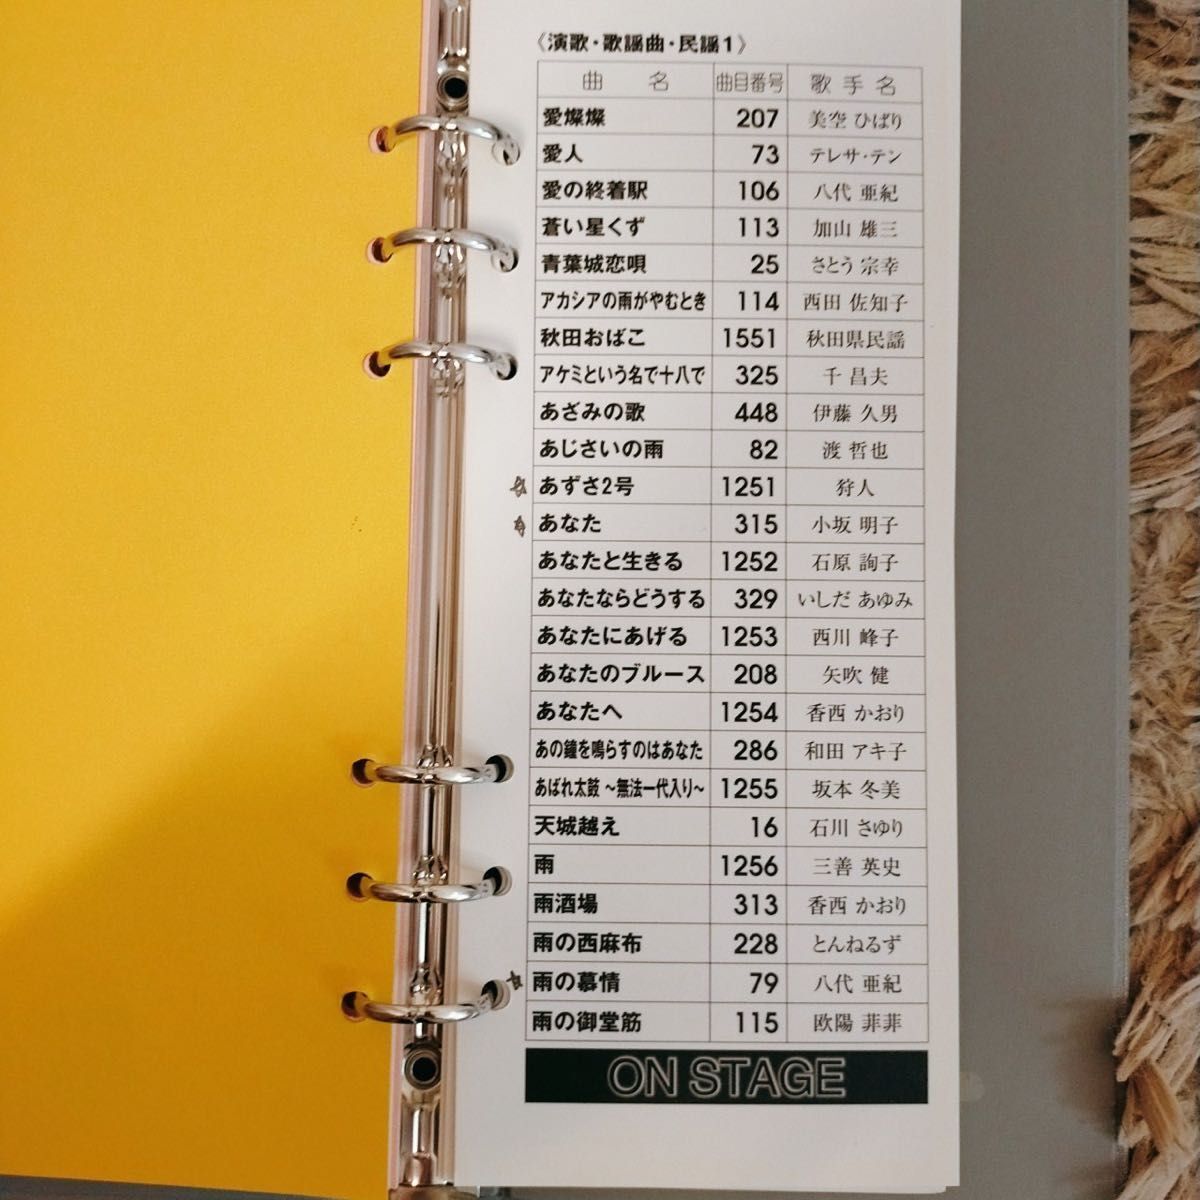 《演歌・歌謡曲・民謡1》
曲 名 曲目番号 歌手名
愛燦燦 207 美空 ひばり
愛人 73 テレサ・テン
愛の終着駅 106 八代 亜紀
蒼い星くず 113 加山 雄三
青葉城恋唄 25 さとう 宗幸
アカシアの雨がやむとき 114 西田 佐知子
秋田おばこ 1551 秋田県民謡
アケミという名で十八で 325 千 昌夫
あざみの歌 448 伊藤 久男
あじさいの雨 82 渡 哲也
あずさ2号 1251 狩人
あなた 315 小坂 明子
あなたと生きる 1252 石原 詢子
あなたならどうする 329 いしだ あゆみ
あなたにあげる 1253 西川 峰子
あなたのブルース 208 矢吹 健
あなたへ 1254 香西 かおり
あの鐘を鳴らすのはあなた 286 和田 アキ子
あばれ太鼓 〜無法一代入り〜 1255 坂本 冬美
天城越え 16 石川 さゆり
雨 1256 三善 英史
雨酒場 313 香西 かおり
雨の西麻布 228 とんねるず
雨の慕情 79 八代 亜紀
雨の御堂筋 115 欧陽 菲菲
ON STAGE